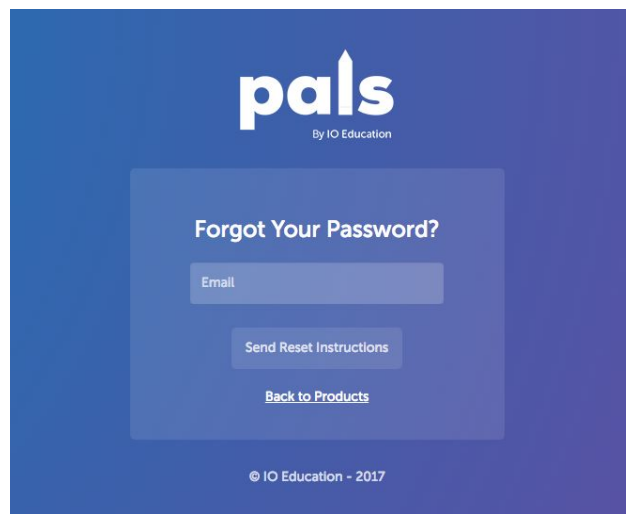 pals
By IO Education
Forgot Your Password?
Email
Send Reset Instructions
Back to Products
© IO Education - 2017